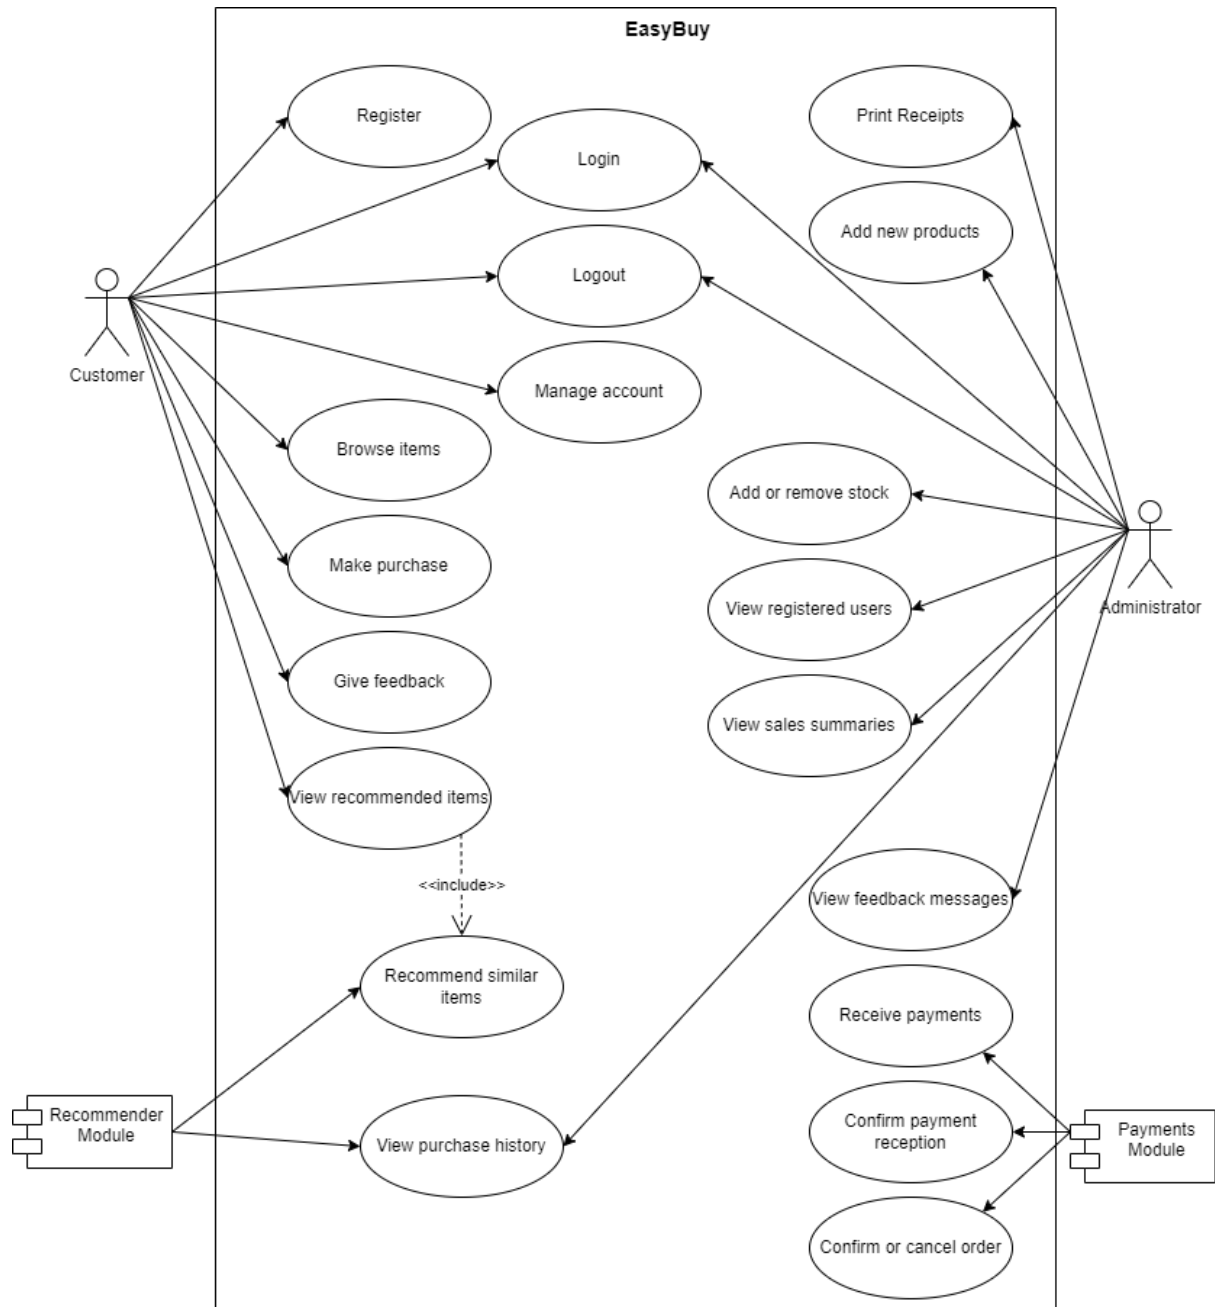 EasyBuy
Register
Print Receipts
Login
Add new products
Logout
Customer
Manage account
Browse items
Add or remove stock
Make purchase
View registered users
Administrator
Give feedback
View sales summaries
View recommended items
<<include>>
View feedback messages
Recommend similar
items
Receive payments
Recommender
Module
View purchase history
Confirm payment
reception
Payments
Module
Confirm or cancel order